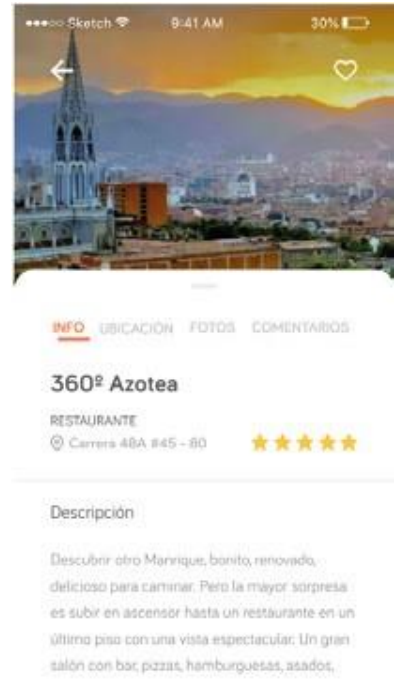 Sketch 9:41 AM 30%
INFO UBICACIÓN FOTOS COMENTARIOS
360º Azotea
RESTAURANTE
Carrera 48A #45 - 80
Descripción
Descubrir otro Manrique, bonito, renovado,
delicioso para caminar. Pero la mayor sorpresa
es subir en ascensor hasta un restaurante en un
último piso con una vista espectacular. Un gran
salón con bar, pizzas, hamburguesas, asados,